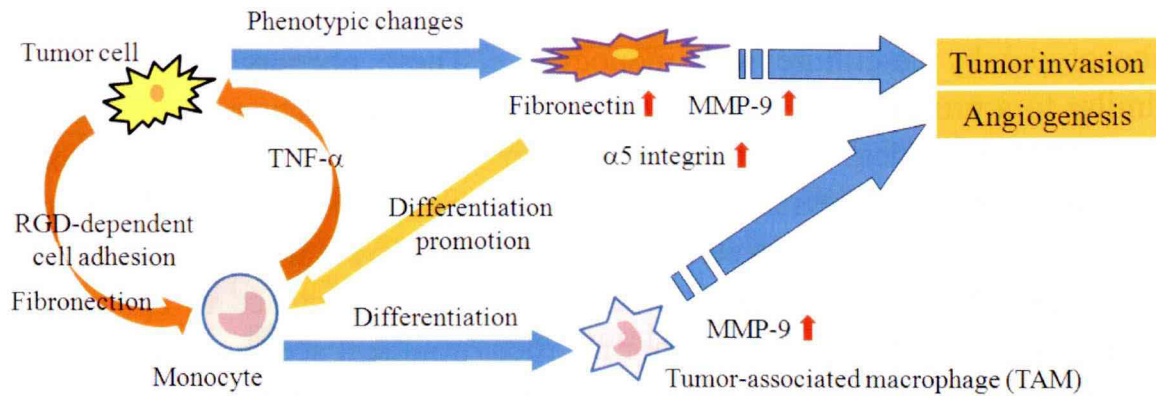 Phenotypic changes
Tumor cell
Tumor invasion
Angiogenesis
Fibronectin
MMP-9
α5 integrin
TNF-α
RGD-dependent
cell adhesion
Fibronection
Differentiation
promotion
Differentiation
MMP-9
Monocyte
Tumor-associated macrophage (TAM)